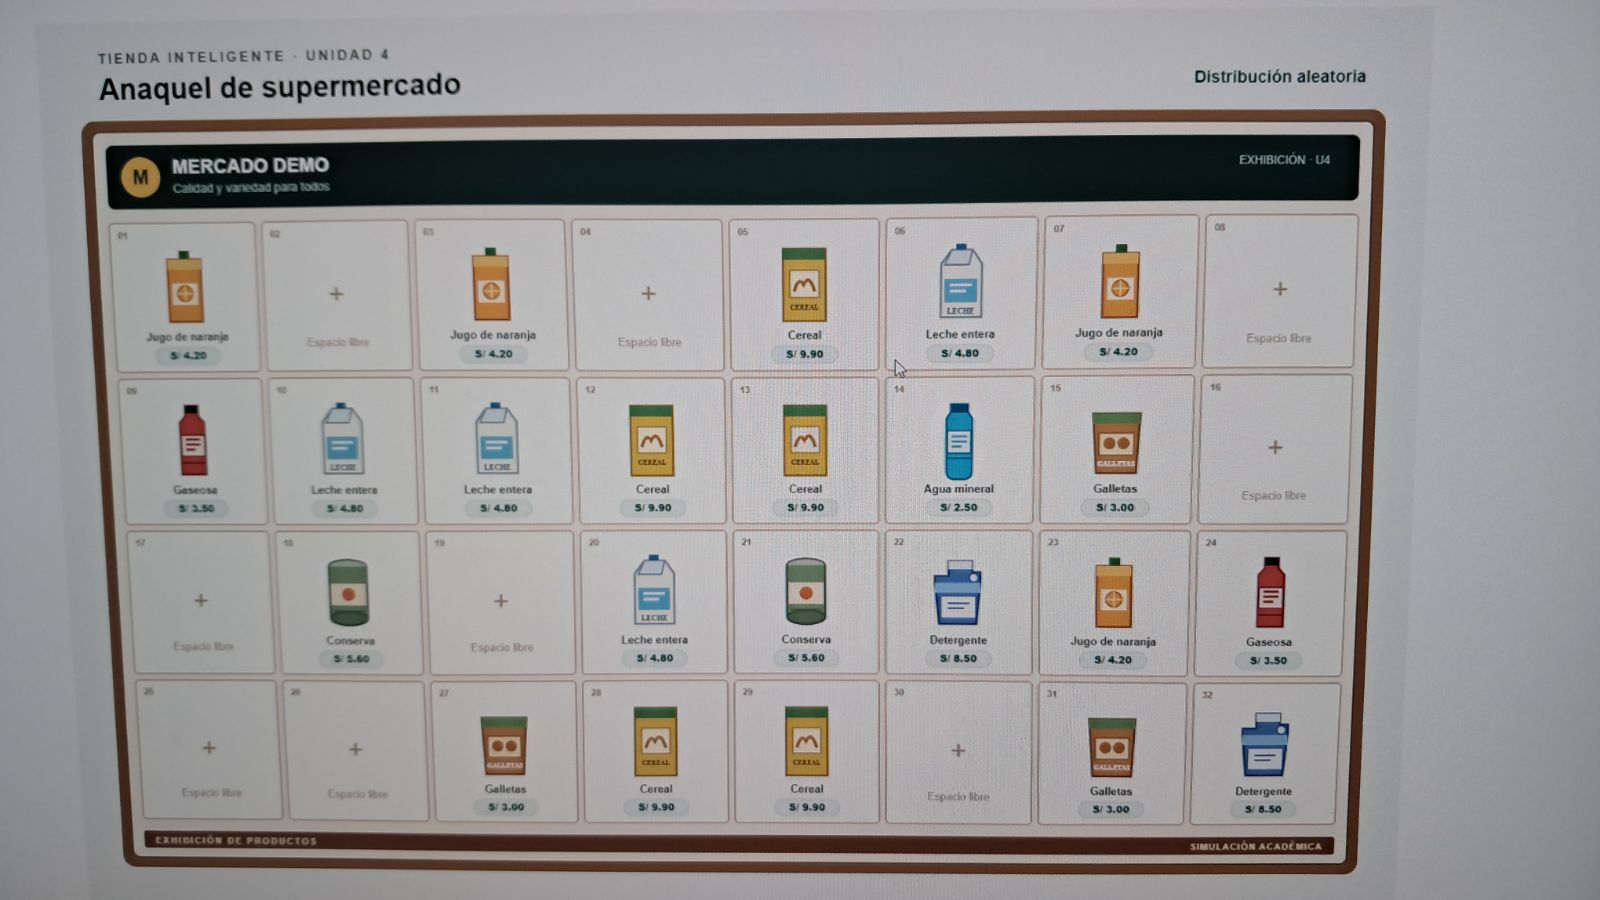 TIENDA INTELIGENTE · UNIDAD 4
Anaquel de supermercado
Distribución aleatoria
M
MERCADO DEMO
Calidad y variedad para todos
EXHIBICIÓN · U4
01
Jugo de naranja
S/ 4.20
02
+
Espacio libre
03
Jugo de naranja
S/ 4.20
04
+
Espacio libre
05
CEREAL
Cereal
S/ 9.90
06
LECHE
Leche entera
S/ 4.80
07
Jugo de naranja
S/ 4.20
08
+
Espacio libre
09
Gaseosa
S/ 3.50
10
LECHE
Leche entera
S/ 4.80
11
LECHE
Leche entera
S/ 4.80
12
CEREAL
Cereal
S/ 9.90
13
CEREAL
Cereal
S/ 9.90
14
Agua mineral
S/ 2.50
15
GALLETAS
Galletas
S/ 3.00
16
+
Espacio libre
17
+
Espacio libre
18
Conserva
S/ 5.60
19
+
Espacio libre
20
LECHE
Leche entera
S/ 4.80
21
Conserva
S/ 5.60
22
Detergente
S/ 8.50
23
Jugo de naranja
S/ 4.20
24
Gaseosa
S/ 3.50
25
+
Espacio libre
26
+
Espacio libre
27
GALLETAS
Galletas
S/ 3.00
28
CEREAL
Cereal
S/ 9.90
29
CEREAL
Cereal
S/ 9.90
30
+
Espacio libre
31
GALLETAS
Galletas
S/ 3.00
32
Detergente
S/ 8.50
EXHIBICIÓN DE PRODUCTOS
SIMULACIÓN ACADÉMICA